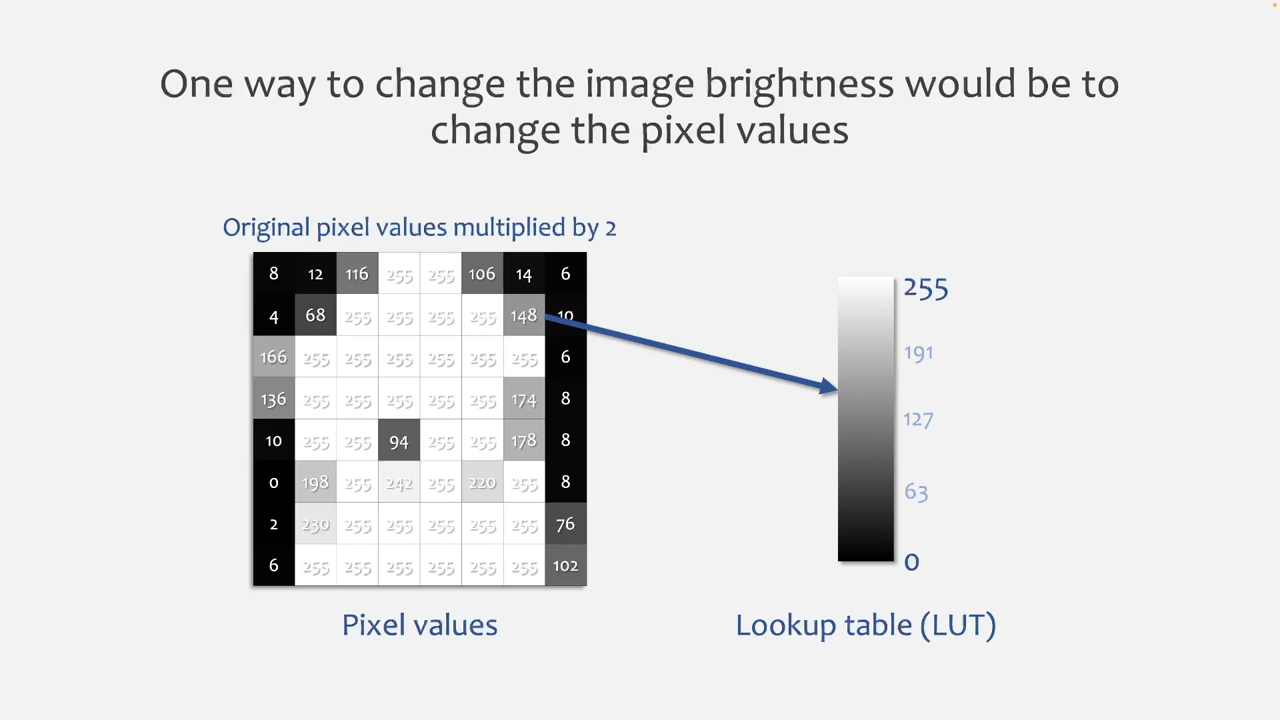 One way to change the image brightness would be to
change the pixel values
Original pixel values multiplied by 2
8 12 116 255 255 106 14 6
4 68 255 255 255 255 148 10
166 255 255 255 255 255 255 6
136 255 255 255 255 255 174 8
10 255 255 94 255 255 178 8
0 198 255 242 255 220 255 8
2 230 255 255 255 255 255 76
6 255 255 255 255 255 255 102
Pixel values
255
191
127
63
0
Lookup table (LUT)